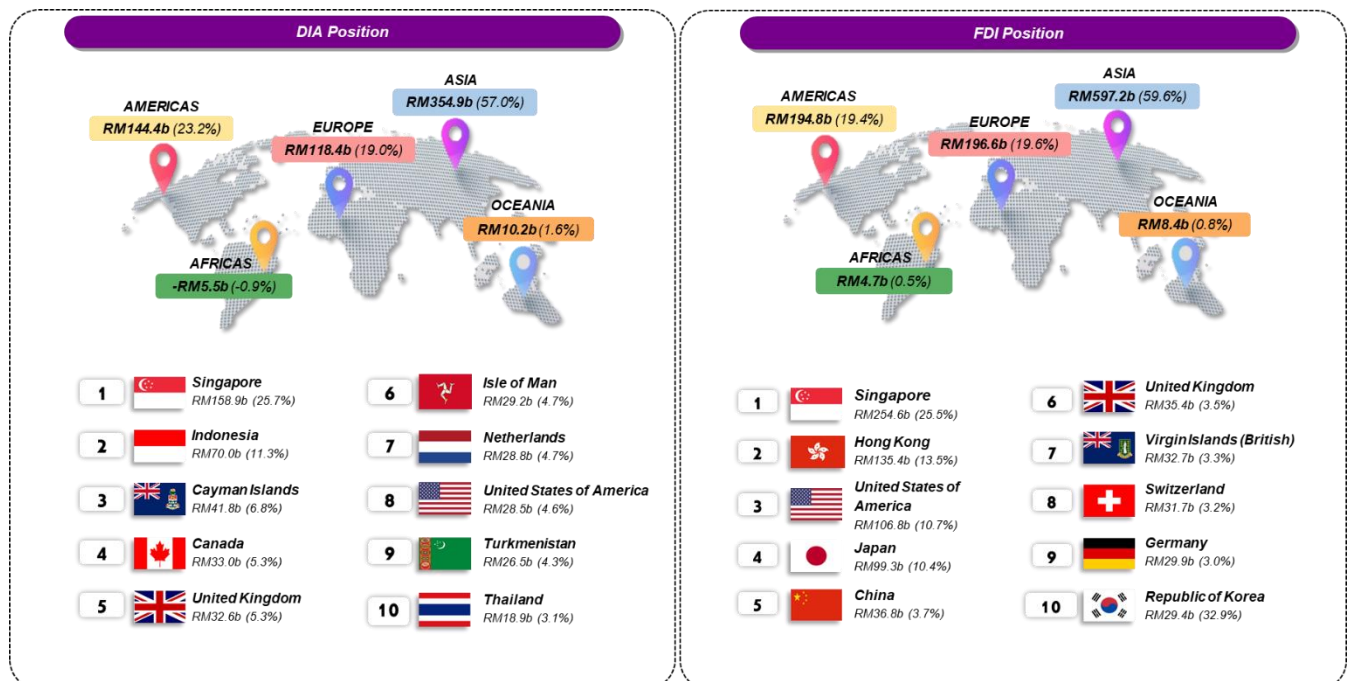 DIA Position
ASIA
RM354.9b (57.0%)
AMERICAS
RM144.4b (23.2%)
EUROPE
RM118.4b (19.0%)
OCEANIA
RM10.2b (1.6%)
AFRICAS
-RM5.5b (-0.9%)
1
Singapore
RM158.9b (25.7%)
2
Indonesia
RM70.0b (11.3%)
3
Cayman Islands
RM41.8b (6.8%)
4
Canada
RM33.0b (5.3%)
5
United Kingdom
RM32.6b (5.3%)
6
Isle of Man
RM29.2b (4.7%)
7
Netherlands
RM28.8b (4.7%)
8
United States of America
RM28.5b (4.6%)
9
Turkmenistan
RM26.5b (4.3%)
10
Thailand
RM18.9b (3.1%)
FDI Position
ASIA
RM597.2b (59.6%)
AMERICAS
RM194.8b (19.4%)
EUROPE
RM196.6b (19.6%)
OCEANIA
RM8.4b (0.8%)
AFRICAS
RM4.7b (0.5%)
1
Singapore
RM254.6b (25.5%)
2
Hong Kong
RM135.4b (13.5%)
3
United States of
America
RM106.8b (10.7%)
4
Japan
RM99.3b (10.4%)
5
China
RM36.8b (3.7%)
6
United Kingdom
RM35.4b (3.5%)
7
Virgin Islands (British)
RM32.7b (3.3%)
8
Switzerland
RM31.7b (3.2%)
9
Germany
RM29.9b (3.0%)
10
Republic of Korea
RM29.4b (32.9%)